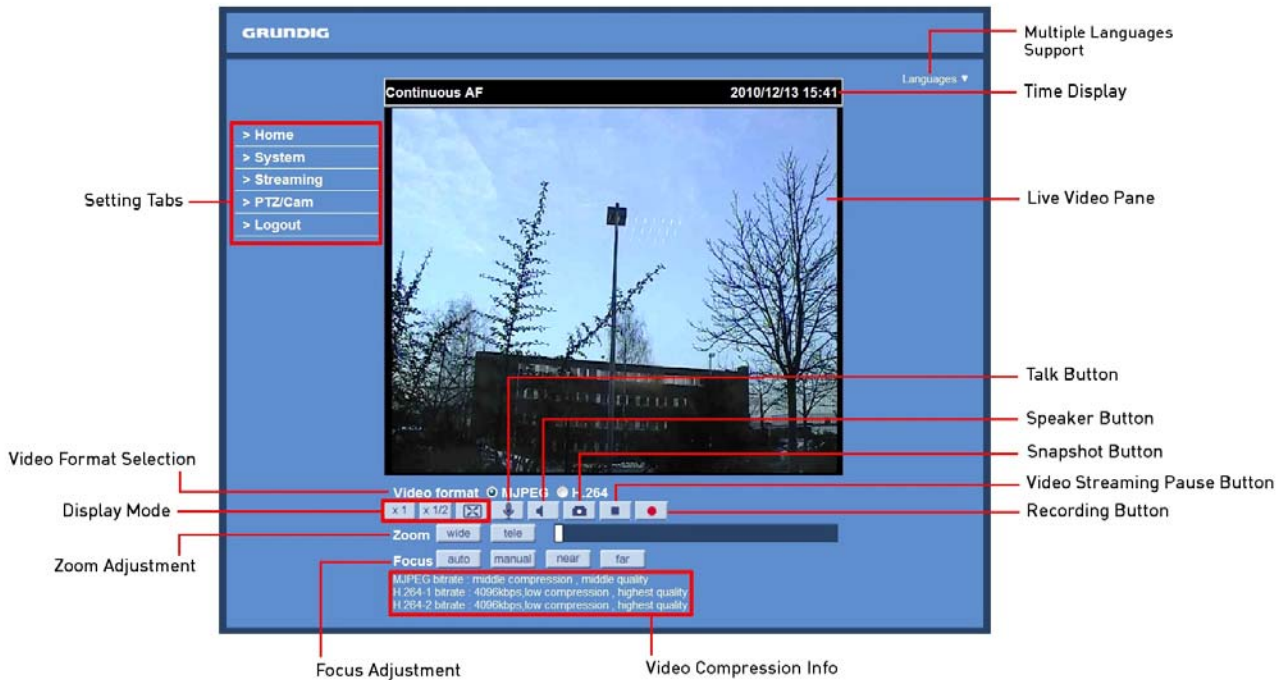 GRUNDIG
Multiple Languages
Support
Languages ▼
Continuous AF
2010/12/13 15:41
Time Display
> Home
> System
> Streaming
> PTZ/Cam
> Logout
Setting Tabs
Live Video Pane
Talk Button
Speaker Button
Snapshot Button
Video Streaming Pause Button
Recording Button
Video Format Selection
Video format MJPEG H.264
Display Mode
x 1 x 1/2
Zoom wide tele
Zoom Adjustment
Focus auto manual near far
MJPEG bitrate : middle compression , middle quality
H.264-1 bitrate : 4096kbps,low compression , highest quality
H.264-2 bitrate : 4096kbps,low compression , highest quality
Focus Adjustment
Video Compression Info